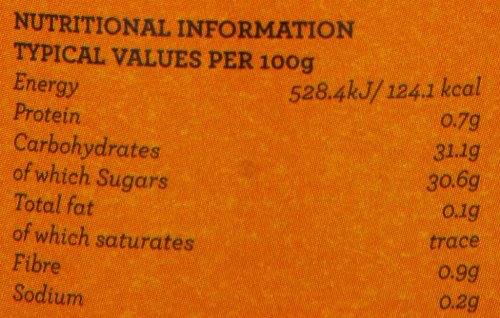 NUTRITIONAL INFORMATION
TYPICAL VALUES PER 100g
Energy 528.4kJ/ 124.1 kcal
Protein 0.7g
Carbohydrates 31.1g
of which Sugars 30.6g
Total fat 0.1g
of which saturates trace
Fibre 0.9g
Sodium 0.2g